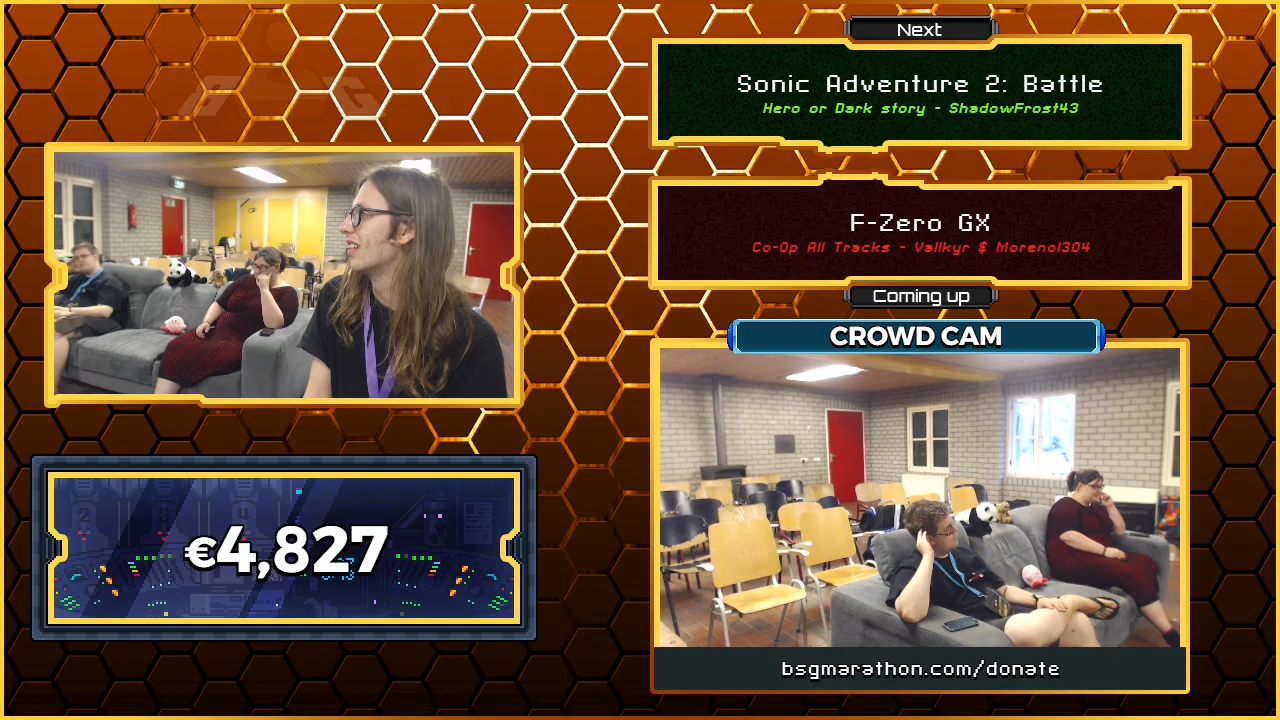 Next
Sonic Adventure 2: Battle
Hero or Dark story - ShadowFrost43
F-Zero GX
Co-Op All Tracks - Vallkyr & Morenol304
Coming up
CROWD CAM
€4,827
bsgmarathon.com/donate